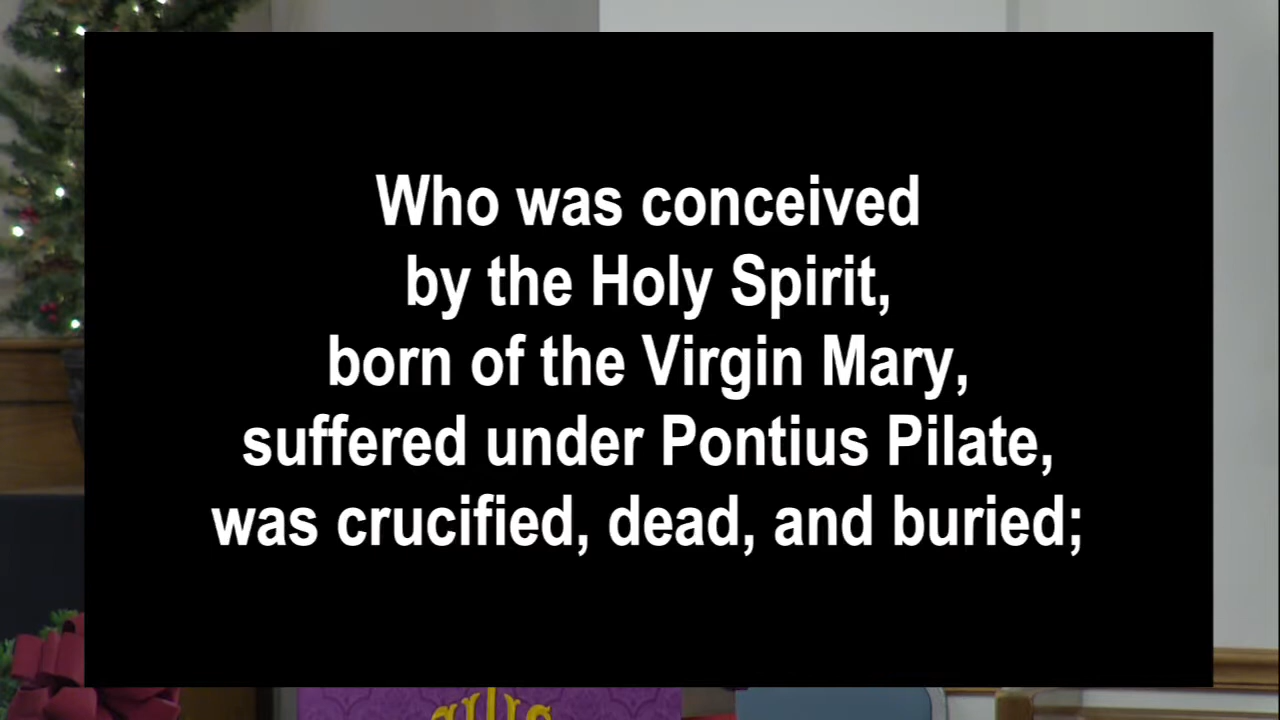 Who was conceived
by the Holy Spirit,
born of the Virgin Mary,
suffered under Pontius Pilate,
was crucified, dead, and buried;